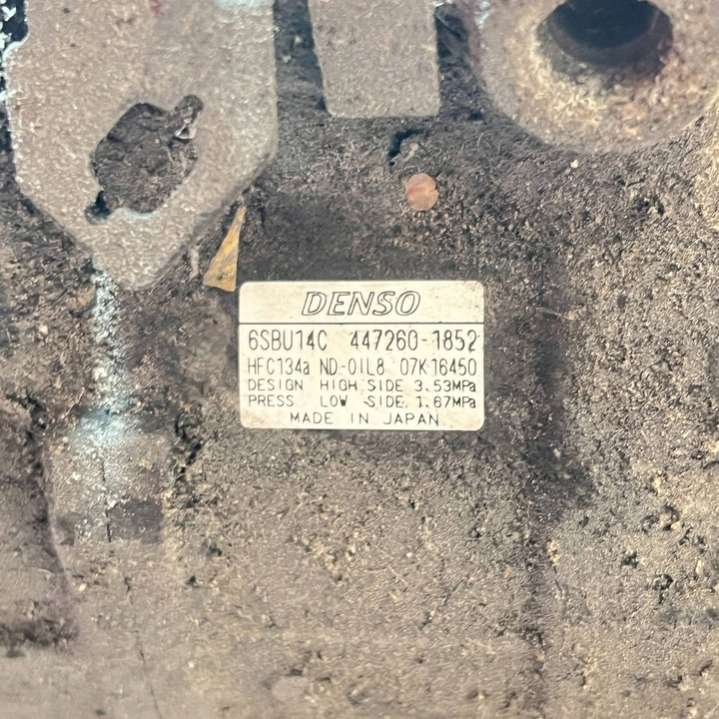 DENSO
6SBU14C 447260-1852
HFC134a ND-OIL8 07K16450
DESIGN HIGH SIDE 3.53MPa
PRESS. LOW SIDE 1.67MPa
MADE IN JAPAN